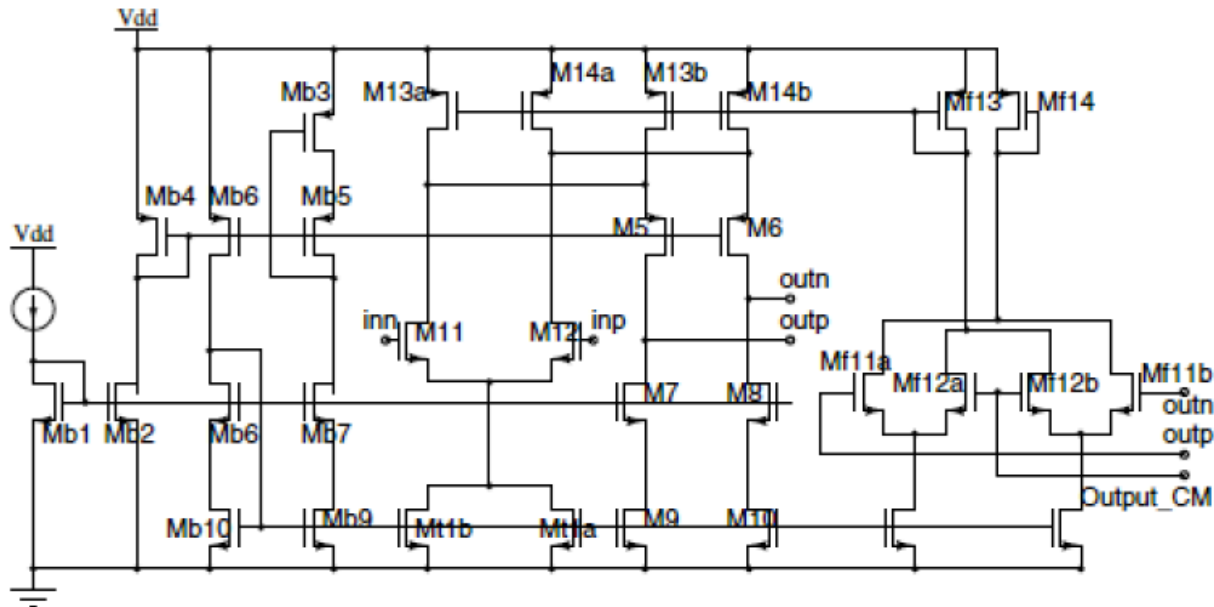 Vdd
Mb3
M13a
M14a
M13b
M14b
Mf13
Mf14
Mb4
Mb6
Mb5
M5
M6
Vdd
outn
outp
inn
M11
M12
inp
Mf11a
Mf12a
Mf12b
Mf11b
outn
outp
Output_CM
Mb1
Mb2
Mb6
Mb7
M7
M8
Mb10
Mb9
Mt1b
Mt1a
M9
M10